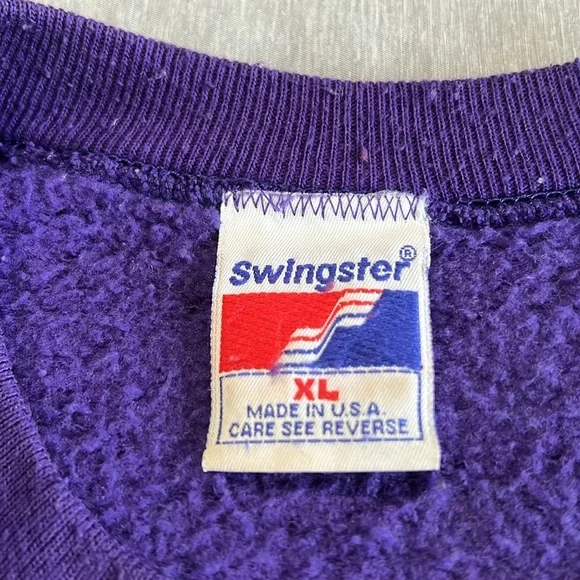 Swingster®
XL
MADE IN U.S.A.
CARE SEE REVERSE